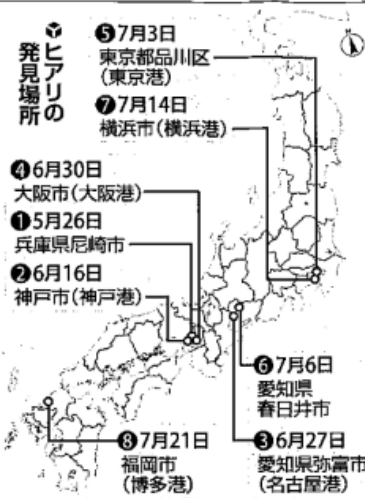 ヒアリの
発見場所
❺7月3日
東京都品川区
(東京港)
❼7月14日
横浜市(横浜港)
❹6月30日
大阪市(大阪港)
❶5月26日
兵庫県尼崎市
❷6月16日
神戸市(神戸港)
❻7月6日
愛知県
春日井市
❽7月21日
福岡市
(博多港)
❸6月27日
愛知県弥富市
(名古屋港)